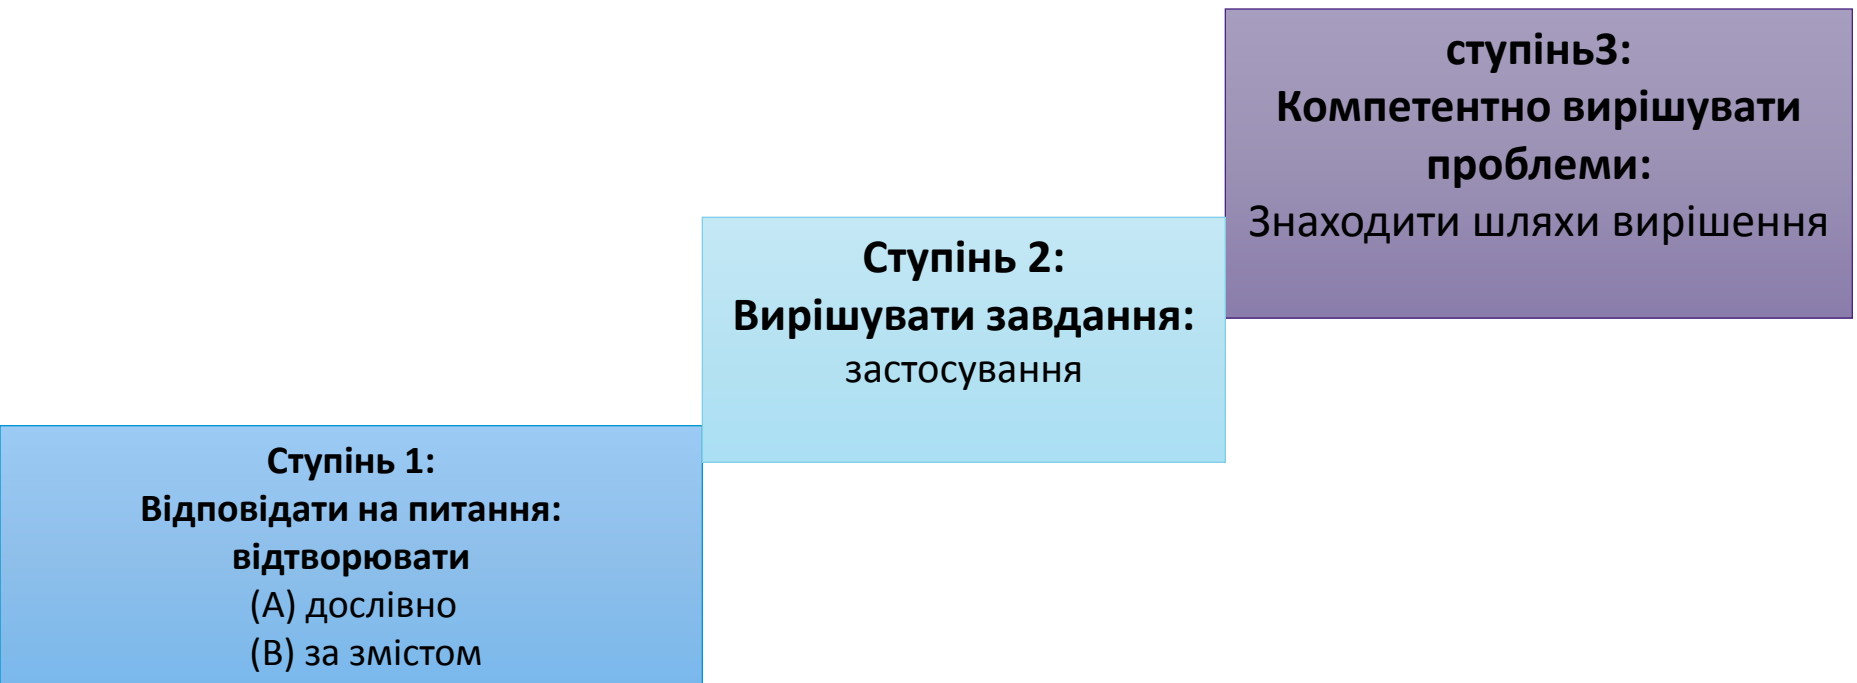 ступінь3:
Компетентно вирішувати
проблеми:
Знаходити шляхи вирішення
Ступінь 2:
Вирішувати завдання:
застосування
Ступінь 1:
Відповідати на питання:
відтворювати
(А) дослівно
(В) за змістом